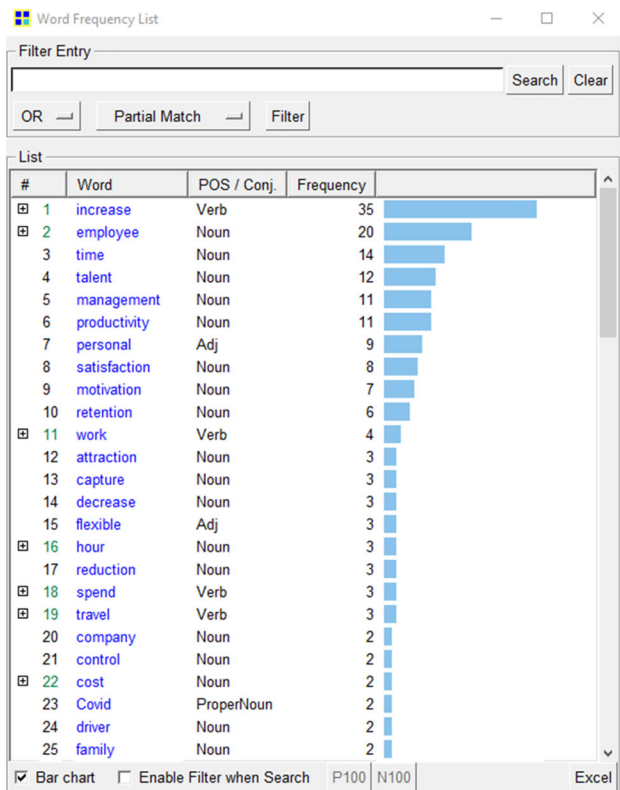 Word Frequency List
Filter Entry
Search Clear
OR Partial Match Filter
List
# Word POS / Conj. Frequency
1 increase Verb 35
2 employee Noun 20
3 time Noun 14
4 talent Noun 12
5 management Noun 11
6 productivity Noun 11
7 personal Adj 9
8 satisfaction Noun 8
9 motivation Noun 7
10 retention Noun 6
11 work Verb 4
12 attraction Noun 3
13 capture Noun 3
14 decrease Noun 3
15 flexible Adj 3
16 hour Noun 3
17 reduction Noun 3
18 spend Verb 3
19 travel Verb 3
20 company Noun 2
21 control Noun 2
22 cost Noun 2
23 Covid ProperNoun 2
24 driver Noun 2
25 family Noun 2
Bar chart Enable Filter when Search P100 N100 Excel